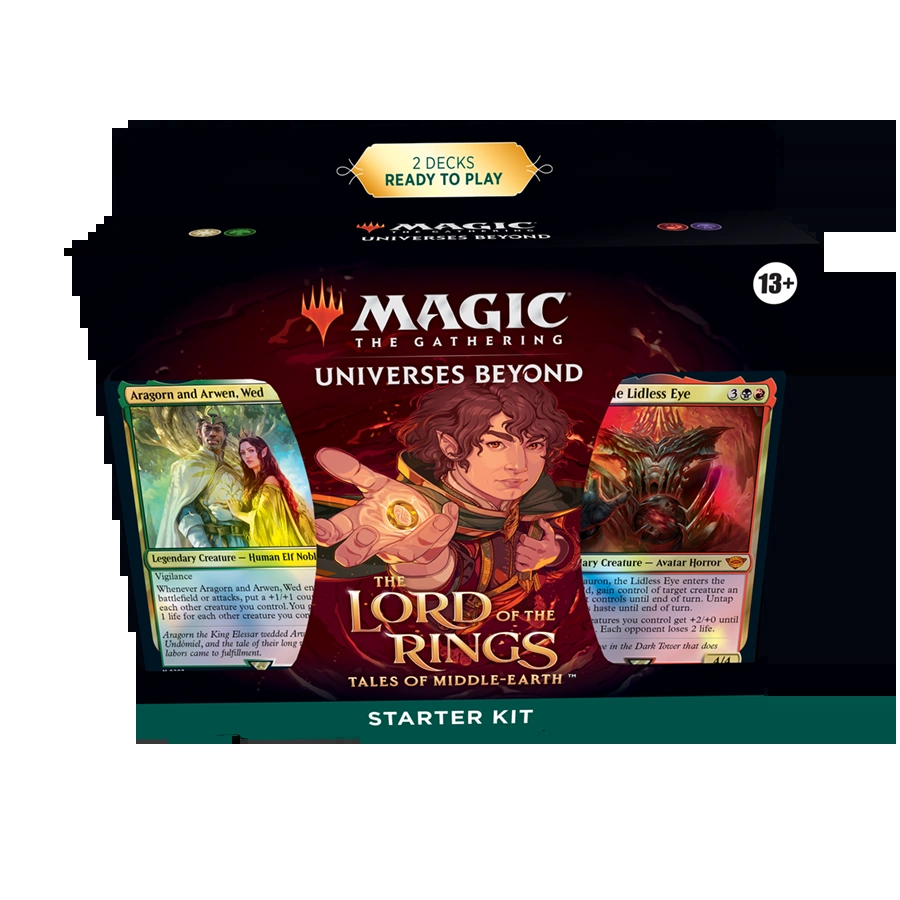 2 DECKS
READY TO PLAY
MAGIC
THE GATHERING
UNIVERSES BEYOND
13+
MAGIC
THE GATHERING
UNIVERSES BEYOND
Aragorn and Arwen, Wed
Legendary Creature — Human Elf Nobl
Vigilance
Whenever Aragorn and Arwen, Wed en
battlefield or attacks, put a +1/+1 cou
each other creature you control. You g
1 life for each other creature you con
Aragorn the King Elessar wedded Arw
Undómiel, and the tale of their long
labors came to fulfillment.
he Lidless Eye
3
ary Creature — Avatar Horror
auron, the Lidless Eye enters the
d, gain control of target creature an
controls until end of turn. Untap
haste until end of turn.
eatures you control get +2/+0 until
Each opponent loses 2 life.
ve in the Dark Tower that does
4/4
THE
LORD OF THE
RINGS
TALES OF MIDDLE-EARTH™
STARTER KIT